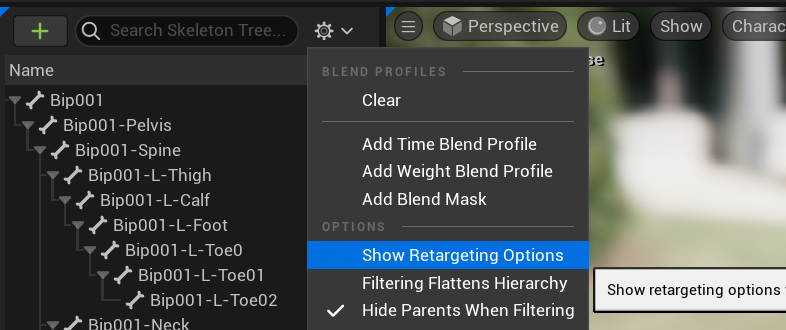 Search Skeleton Tree...
Perspective
Lit
Show
Charac
se
Name
BLEND PROFILES
Clear
Bip001
Bip001-Pelvis
Add Time Blend Profile
Bip001-Spine
Add Weight Blend Profile
Bip001-L-Thigh
Add Blend Mask
Bip001-L-Calf
OPTIONS
Bip001-L-Foot
Show Retargeting Options
Bip001-L-Toe0
Filtering Flattens Hierarchy
Bip001-L-Toe01
Show retargeting options
Bip001-L-Toe02
Hide Parents When Filtering
Bip001-Neck